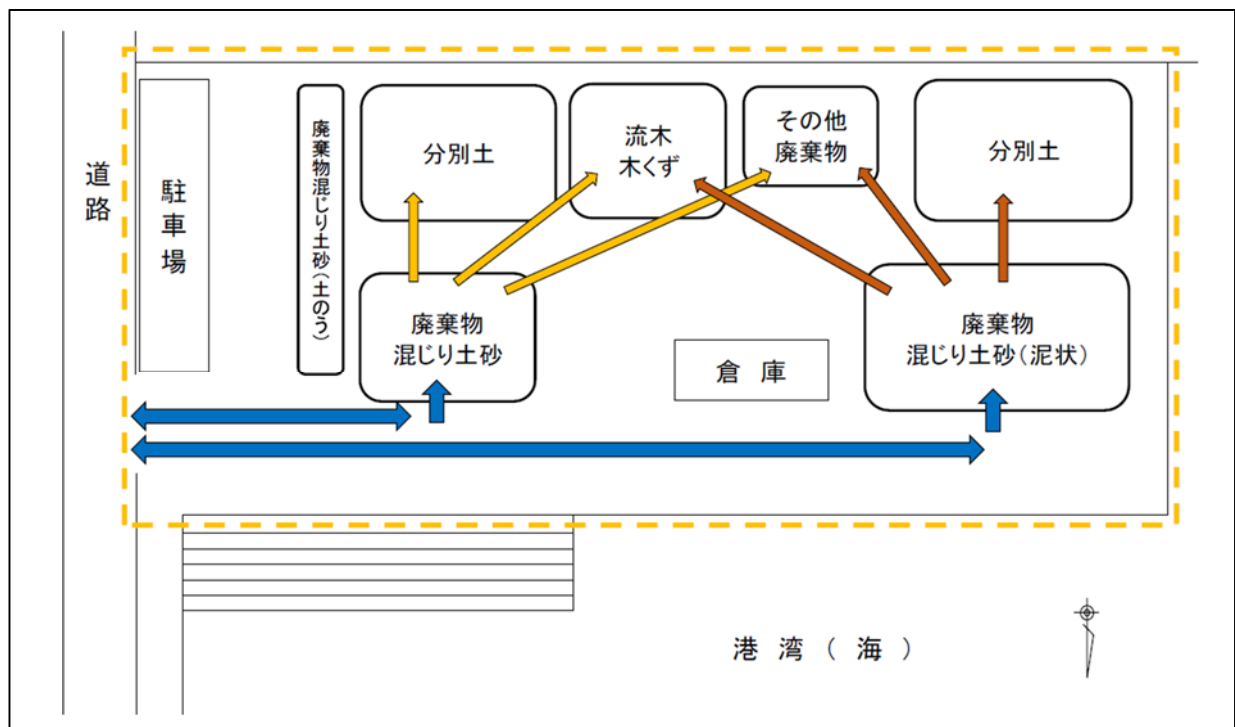 道路
駐車場
廃棄物混じり土砂(土のう)
分別土
流木
木くず
その他
廃棄物
分別土
廃棄物
混じり土砂
倉庫
廃棄物
混じり土砂(泥状)
港湾(海)